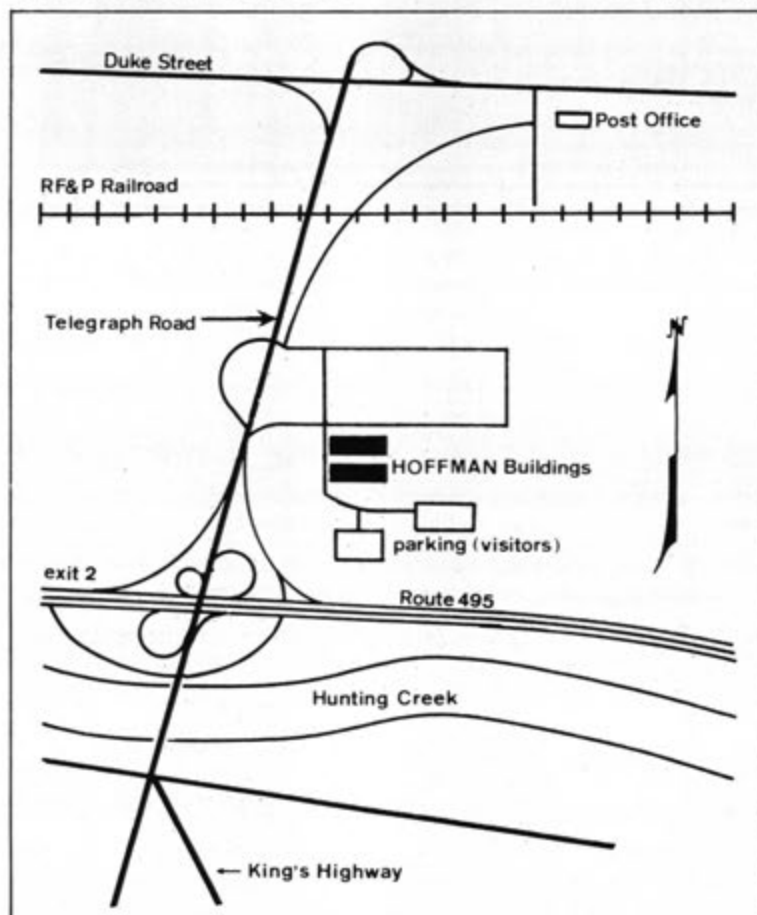 Duke Street
Post Office
RF&P Railroad
Telegraph Road
N
HOFFMAN Buildings
parking (visitors)
exit 2
Route 495
Hunting Creek
King's Highway